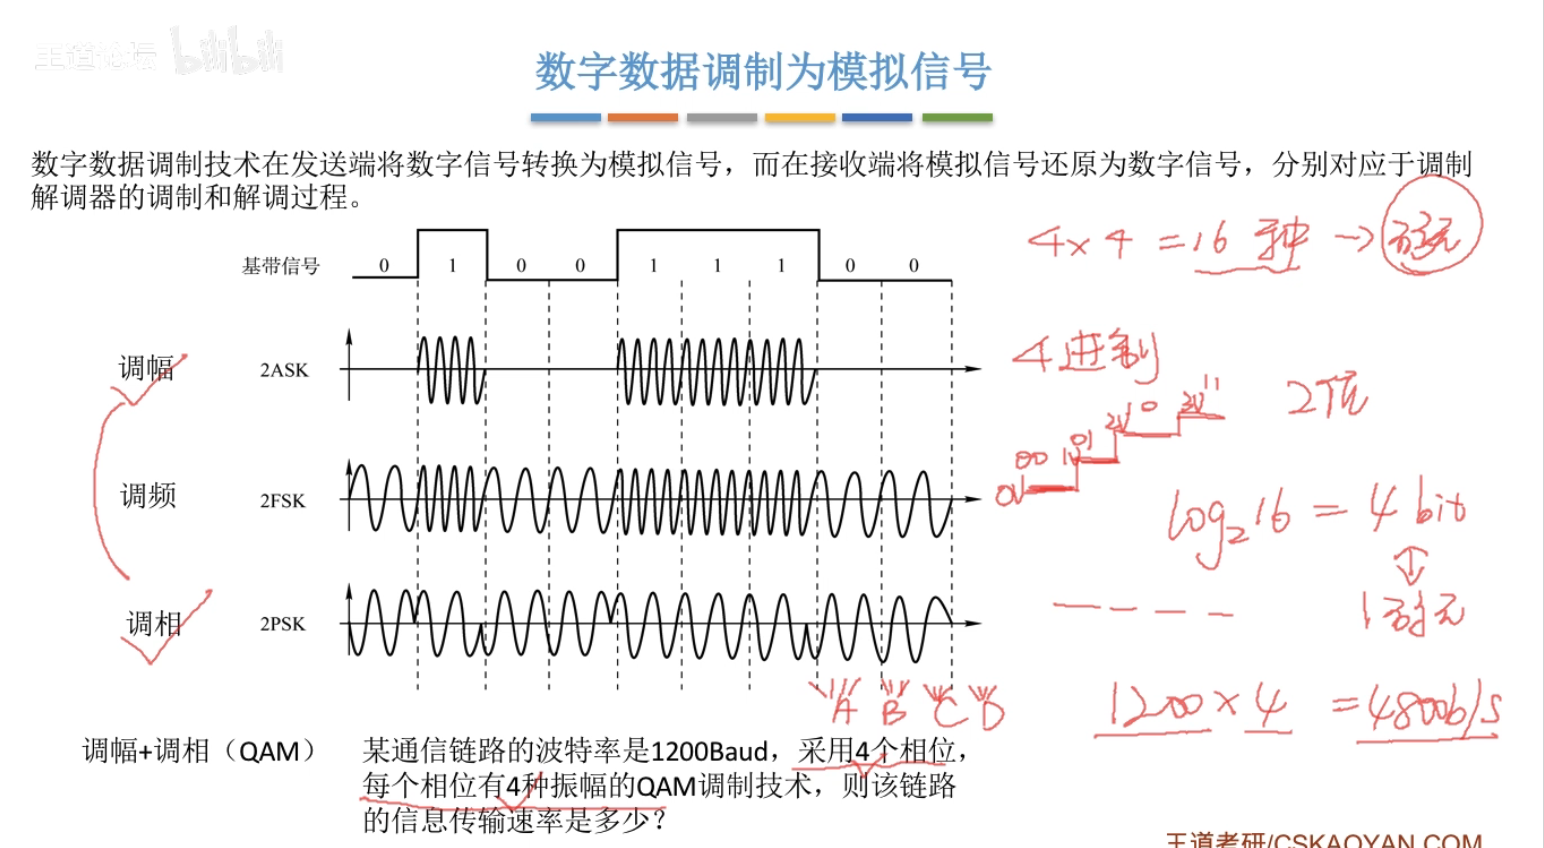 王道论坛 bilibili
数字数据调制为模拟信号
数字数据调制技术在发送端将数字信号转换为模拟信号，而在接收端将模拟信号还原为数字信号，分别对应于调制
解调器的调制和解调过程。
4×4=16种→码元
基带信号 0 1 0 0 1 1 1 0 0
调幅 2ASK
4进制
2V 10 3V 11 2位
0V 00 1V 01
调频 2FSK
log₂16=4bit
↕
调相 2PSK
1码元
A B C D
1200×4=4800b/s
调幅+调相（QAM） 某通信链路的波特率是1200Baud，采用4个相位，
每个相位有4种振幅的QAM调制技术，则该链路
的信息传输速率是多少？
王道考研/CSKAOYAN.COM